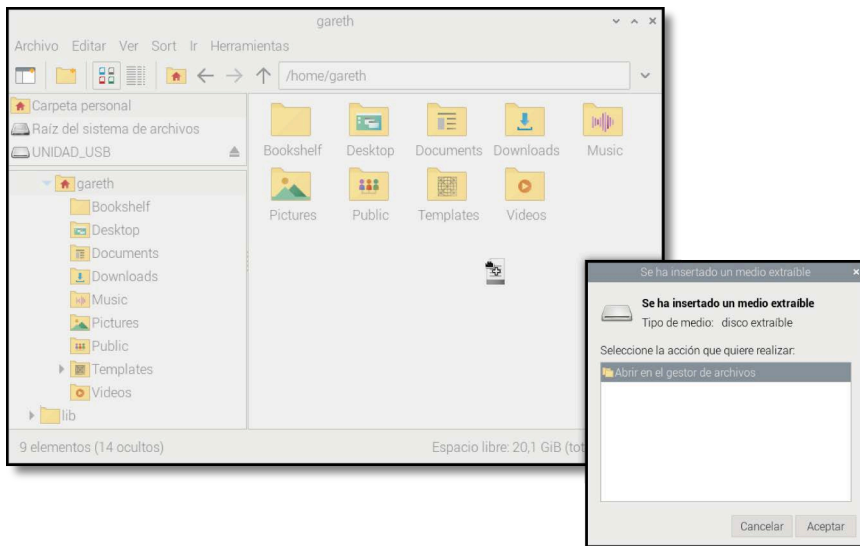 gareth
Archivo Editar Ver Sort Ir Herramientas
/home/gareth
Carpeta personal
Raíz del sistema de archivos
UNIDAD_USB
gareth
Bookshelf
Desktop
Documents
Downloads
Music
Pictures
Public
Templates
Videos
lib
Bookshelf Desktop Documents Downloads Music
Pictures Public Templates Videos
9 elementos (14 ocultos) Espacio libre: 20,1 GiB (tot
Se ha insertado un medio extraíble
Se ha insertado un medio extraíble
Tipo de medio: disco extraíble
Seleccione la acción que quiere realizar:
Abrir en el gestor de archivos
Cancelar Aceptar